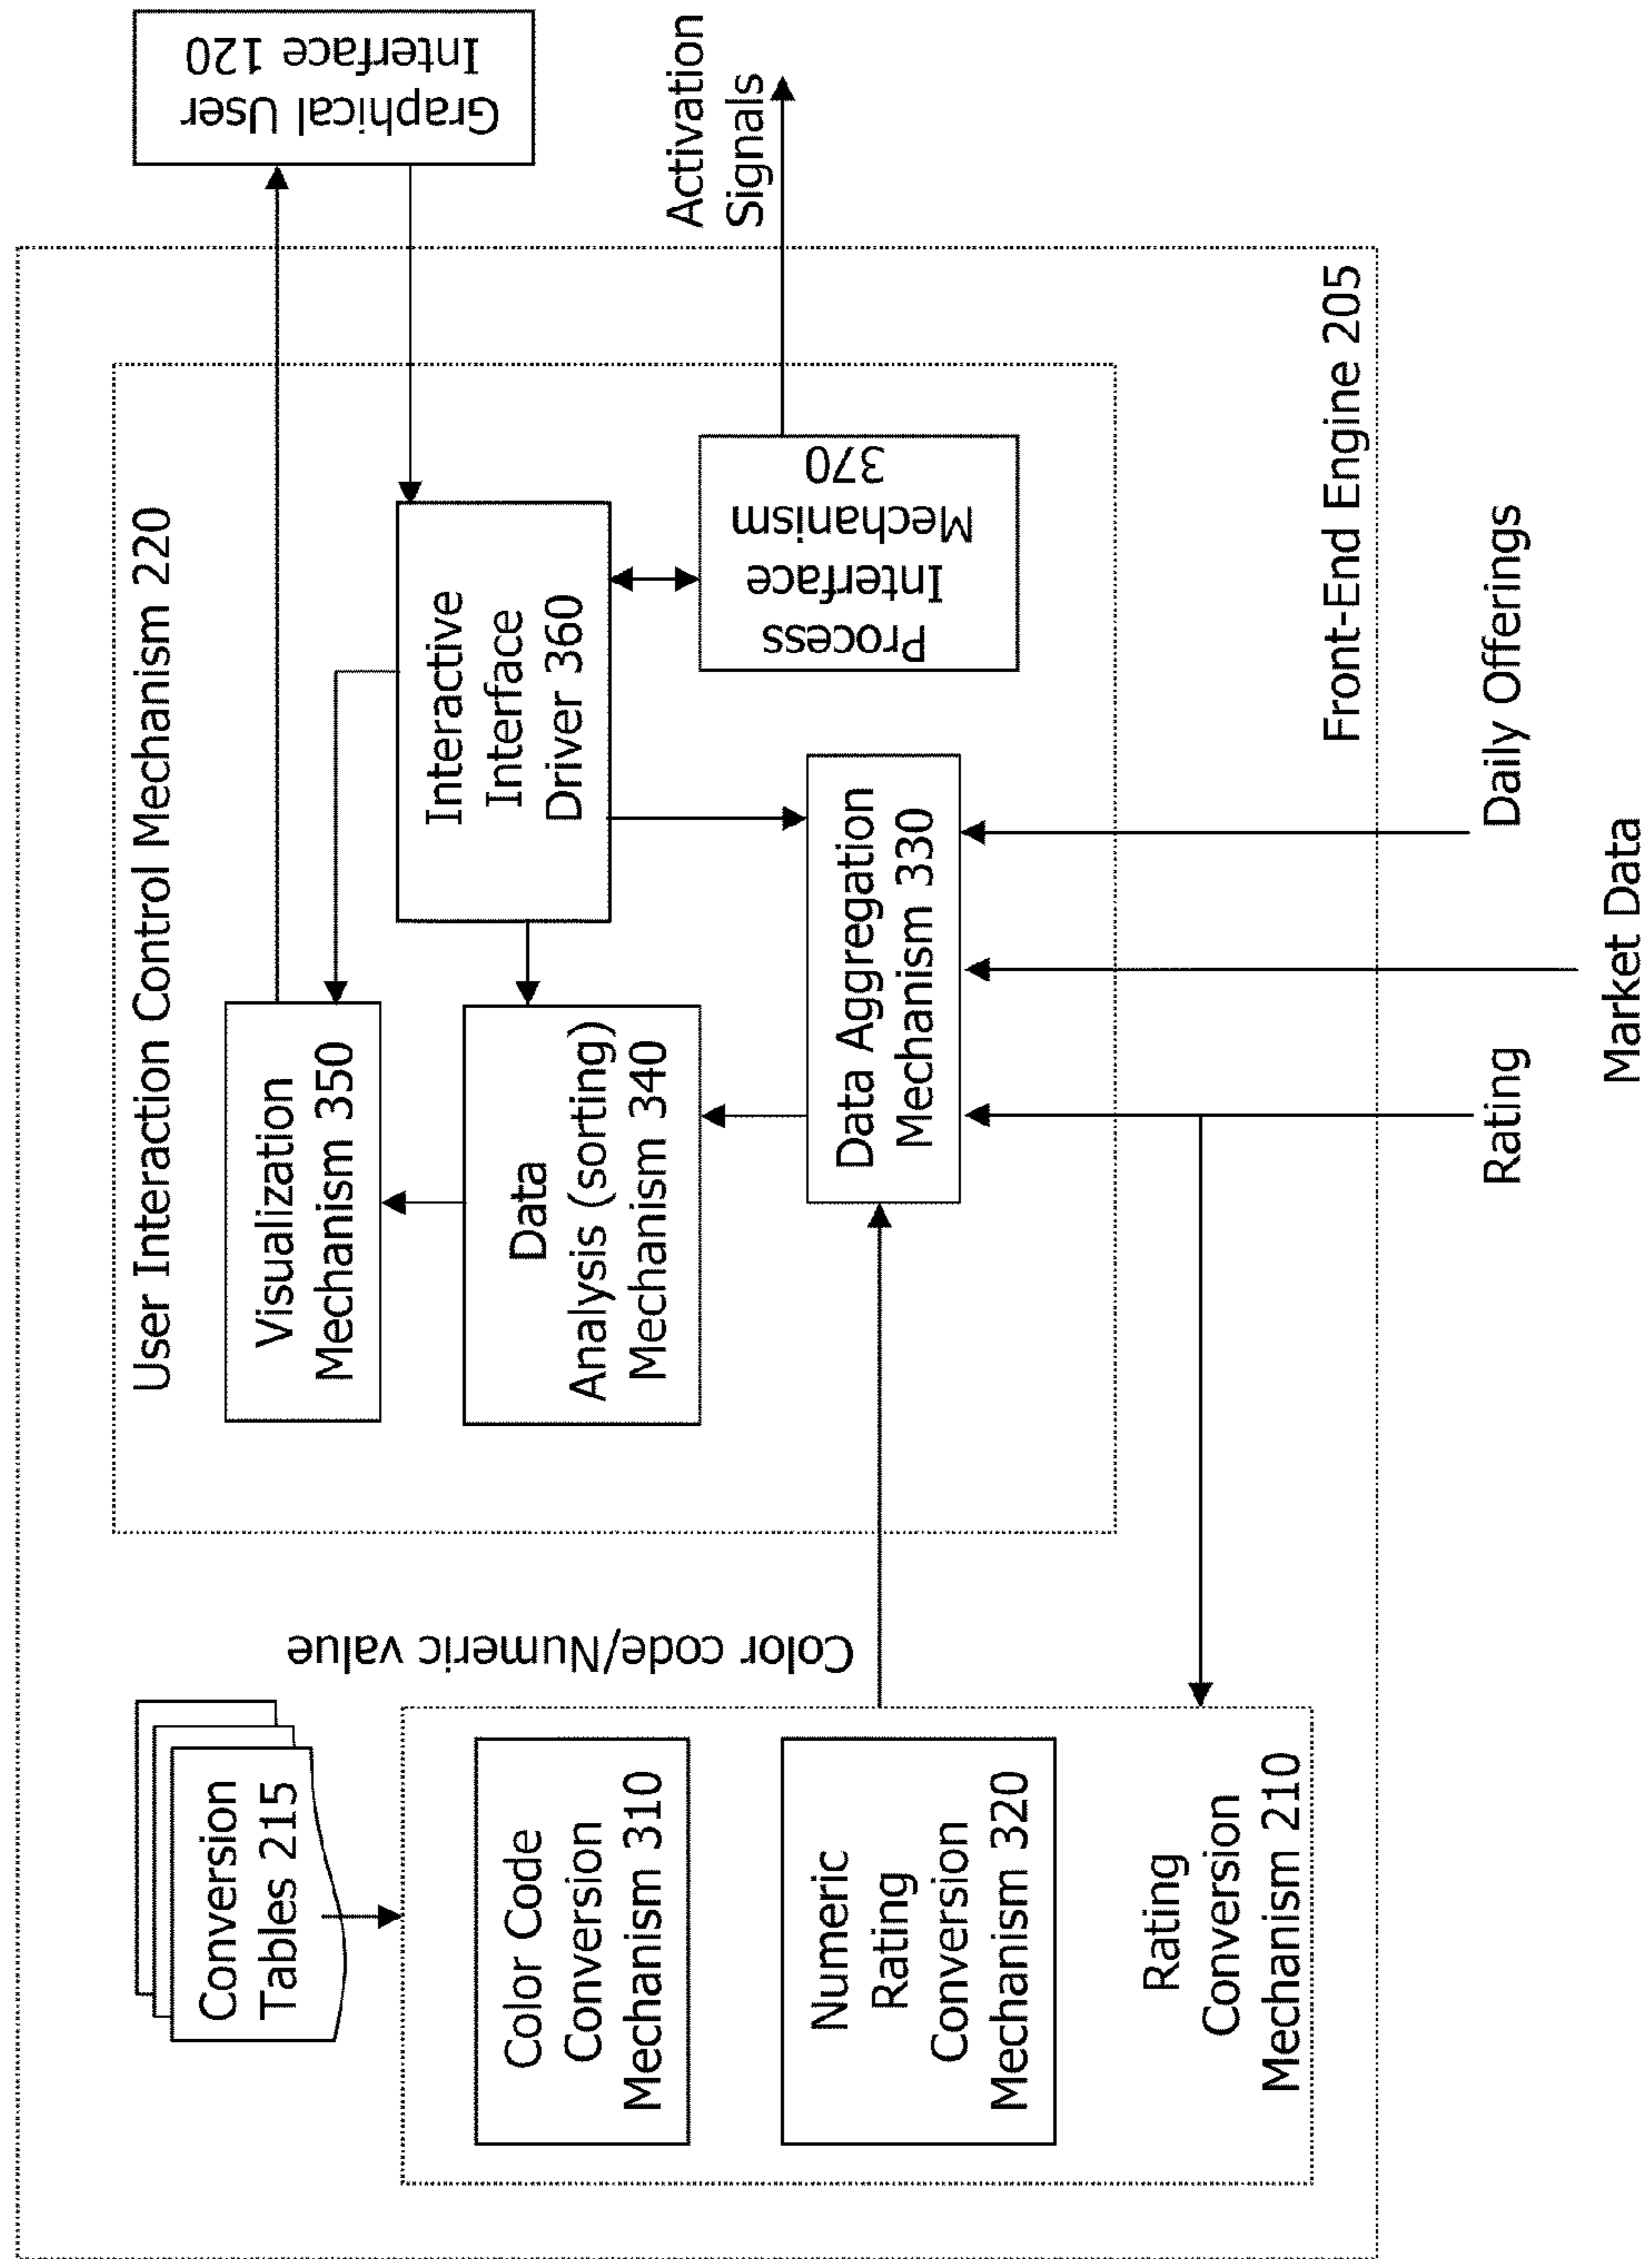 Conversion
Tables 215
Color Code
Conversion
Mechanism 310
Numeric
Rating
Conversion
Mechanism 320
Rating
Conversion
Mechanism 210
Color code/Numeric value
User Interaction Control Mechanism 220
Visualization
Mechanism 350
Data
Analysis (sorting)
Mechanism 340
Data Aggregation
Mechanism 330
Interactive
Interface
Driver 360
Process
Interface
Mechanism
370
Graphical User
Interface 120
Activation
Signals
Front-End Engine 205
Rating
Market Data
Daily Offerings